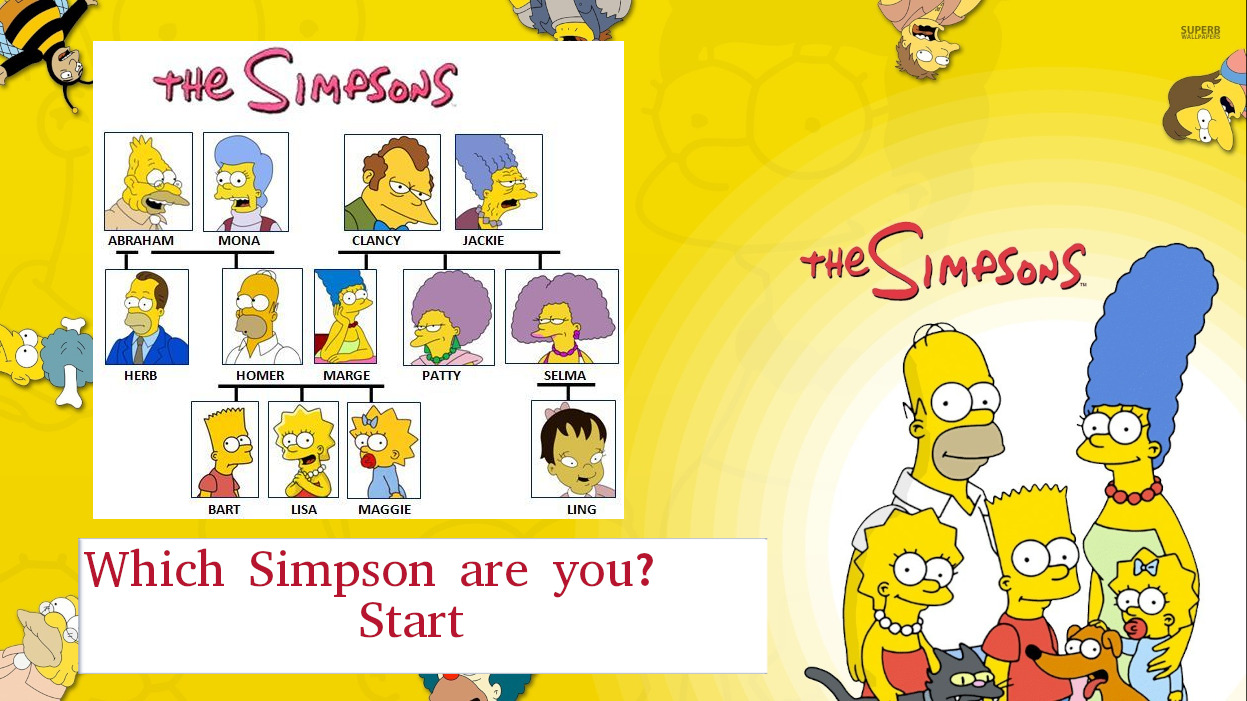 THE SIMPSONS
ABRAHAM MONA CLANCY JACKIE
HERB HOMER MARGE PATTY SELMA
BART LISA MAGGIE LING
Which Simpson are you?
Start
SUPERB
WALLPAPERS
THE SIMPSONS™